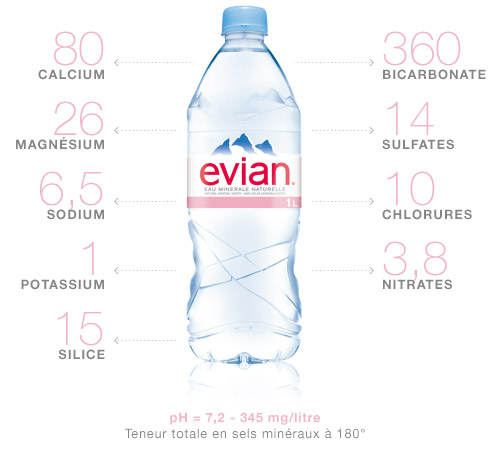 80
CALCIUM
360
BICARBONATE
26
MAGNÉSIUM
14
SULFATES
6,5
SODIUM
10
CHLORURES
1
POTASSIUM
3,8
NITRATES
15
SILICE
evian®
EAU MINERALE NATURELLE
1 L
pH = 7,2 - 345 mg/litre
Teneur totale en sels minéraux à 180°